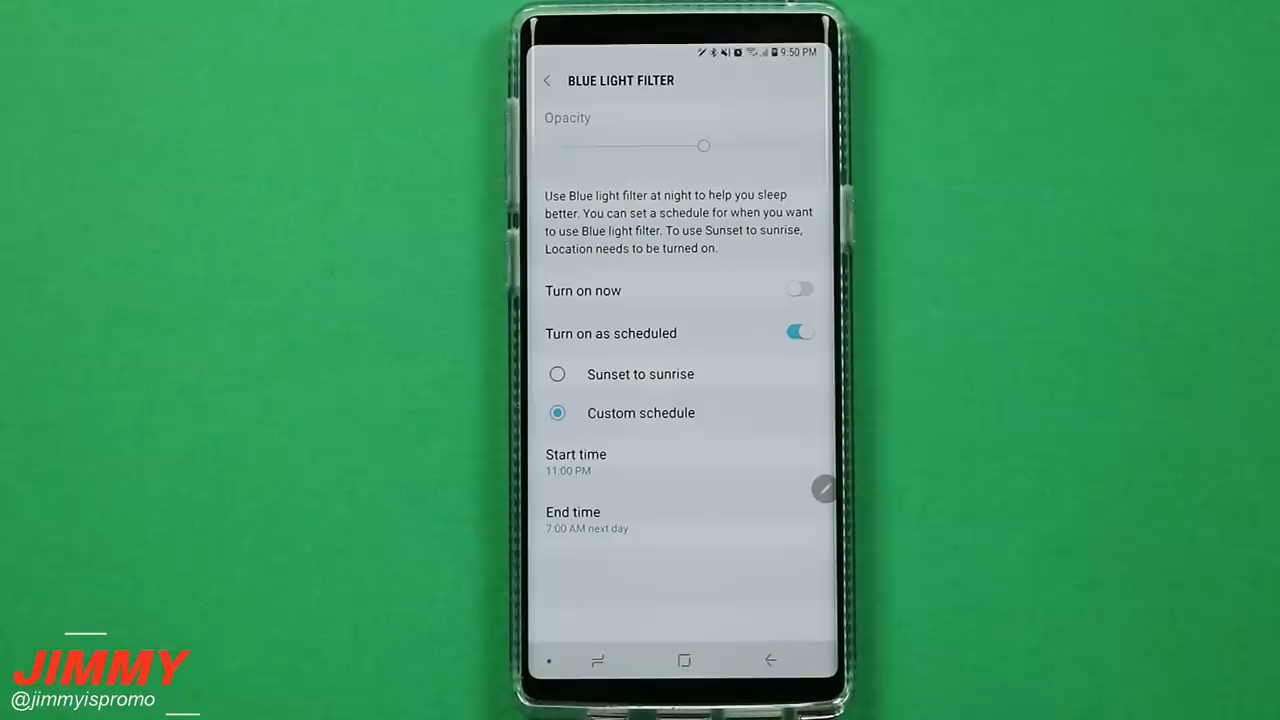 9:50 PM
BLUE LIGHT FILTER
Opacity
Use Blue light filter at night to help you sleep
better. You can set a schedule for when you want
to use Blue light filter. To use Sunset to sunrise,
Location needs to be turned on.
Turn on now
Turn on as scheduled
Sunset to sunrise
Custom schedule
Start time
11:00 PM
End time
7:00 AM next day
JIMMY
@jimmyispromo